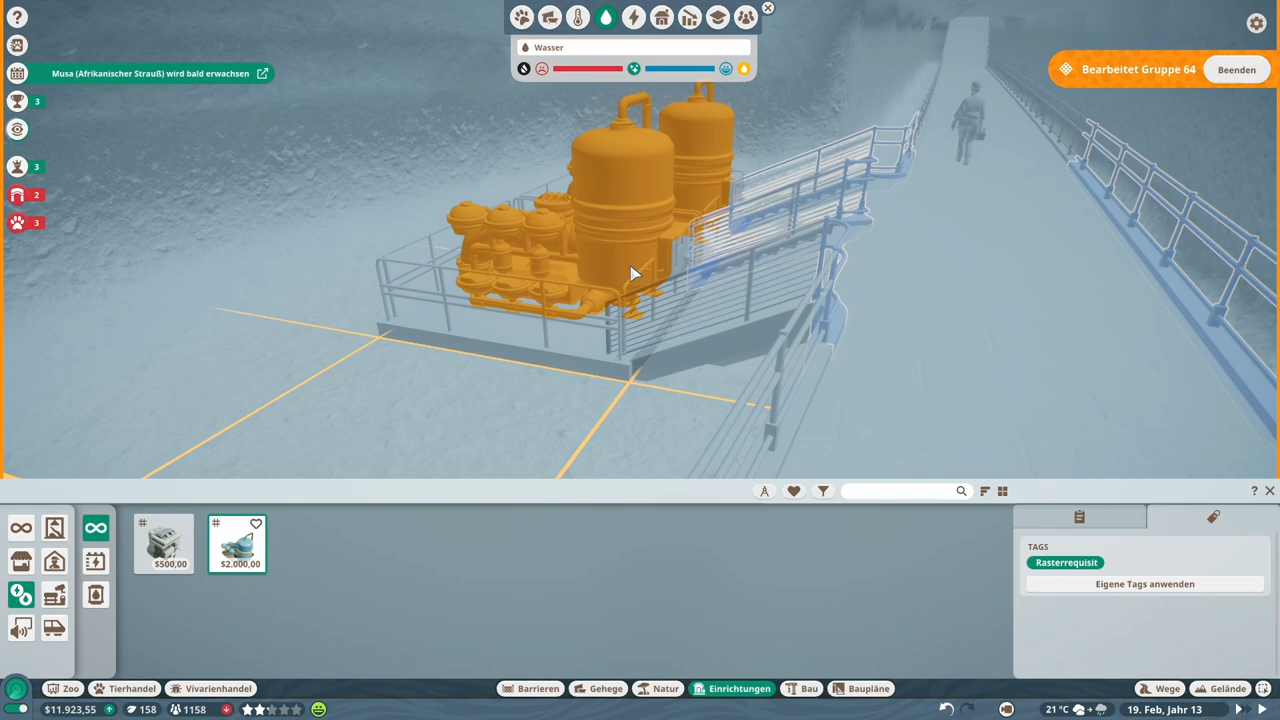 Wasser
Musa (Afrikanischer Strauß) wird bald erwachsen
Bearbeitet Gruppe 64
Beenden
3
3
2
3
$500,00
$2.000,00
TAGS
Rasterrequisit
Eigene Tags anwenden
Zoo
Tierhandel
Vivarienhandel
Barrieren
Gehege
Natur
Einrichtungen
Bau
Baupläne
Wege
Gelände
$11.923,55
158
1158
21 °C
19. Feb, Jahr 13